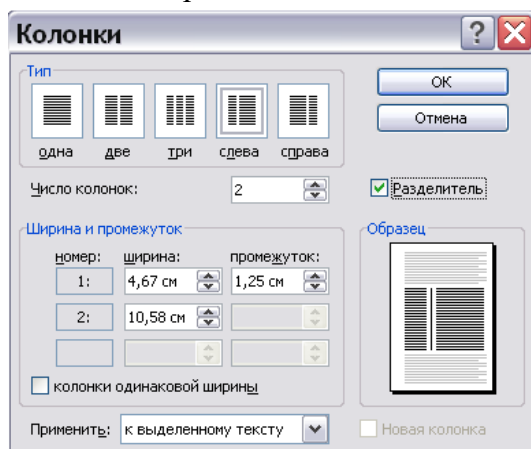 Колонки
Тип
одна две три слева справа
ОК
Отмена
Число колонок: 2
Разделитель
Ширина и промежуток
номер: ширина: промежуток:
1: 4,67 см 1,25 см
2: 10,58 см
колонки одинаковой ширины
Образец
Применить: к выделенному тексту
Новая колонка